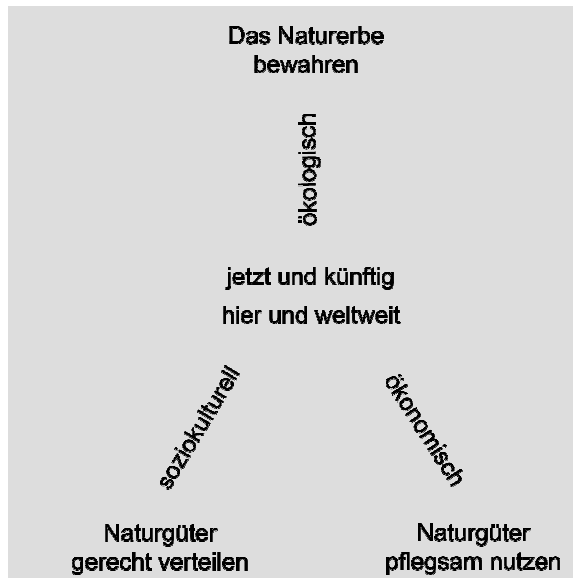 Das Naturerbe
bewahren
ökologisch
jetzt und künftig
hier und weltweit
soziokulturell
ökonomisch
Naturgüter
gerecht verteilen
Naturgüter
pflegsam nutzen